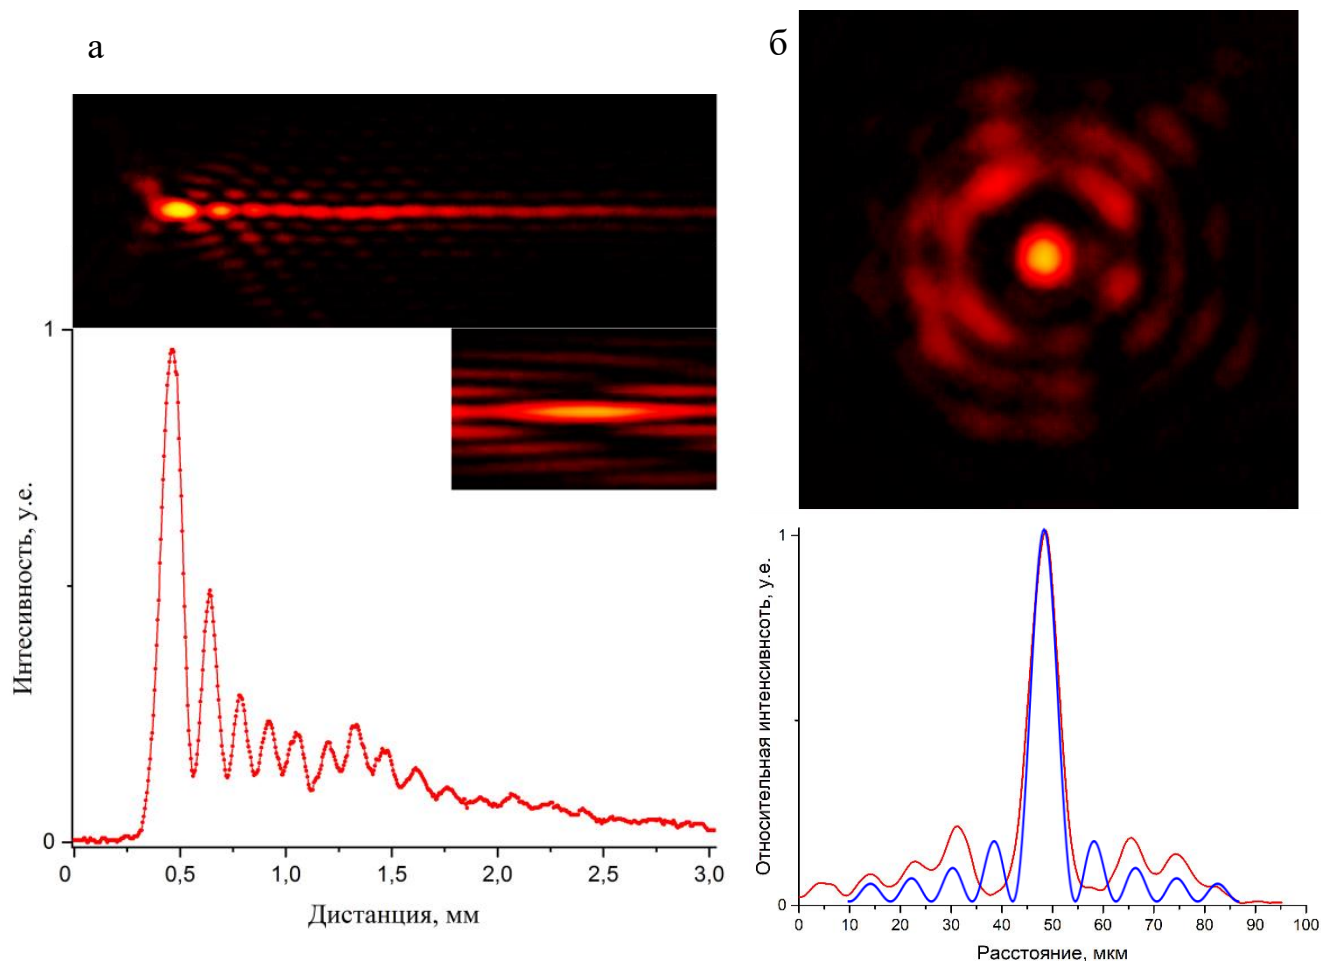 а
1
Интесивность, у.е.
0
0 0,5 1,0 1,5 2,0 2,5 3,0
Дистанция, мм
б
1
Относительная интенсивнсоть, у.е.
0
0 10 20 30 40 50 60 70 80 90 100
Расстояние, мкм